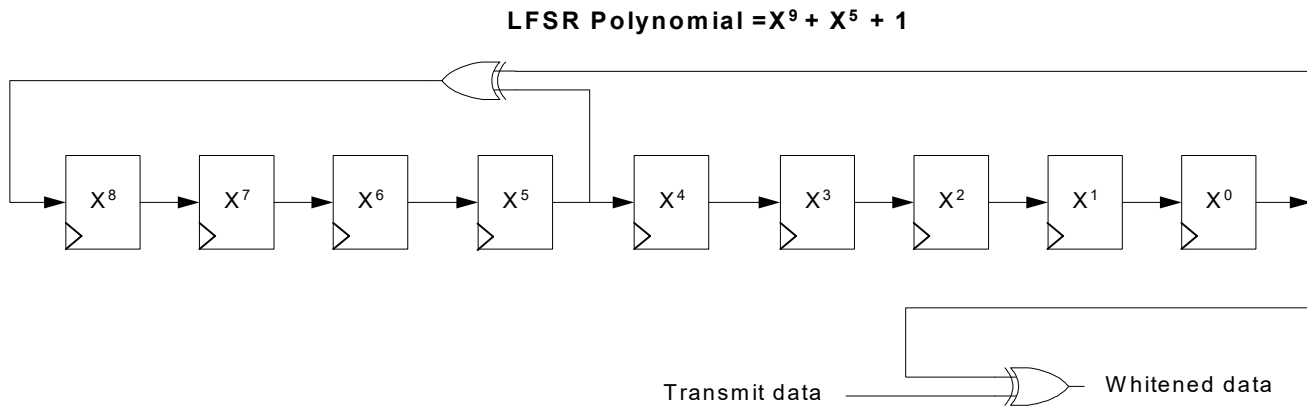 LFSR Polynomial =X⁹ + X⁵ + 1
X⁸ X⁷ X⁶ X⁵ X⁴ X³ X² X¹ X⁰
Transmit data Whitened data